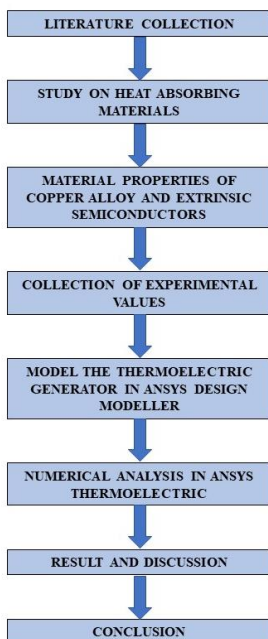 LITERATURE COLLECTION
STUDY ON HEAT ABSORBING
MATERIALS
MATERIAL PROPERTIES OF
COPPER ALLOY AND EXTRINSIC
SEMICONDUCTORS
COLLECTION OF EXPERIMENTAL
VALUES
MODEL THE THERMOELECTRIC
GENERATOR IN ANSYS DESIGN
MODELLER
NUMERICAL ANALYSIS IN ANSYS
THERMOELECTRIC
RESULT AND DISCUSSION
CONCLUSION